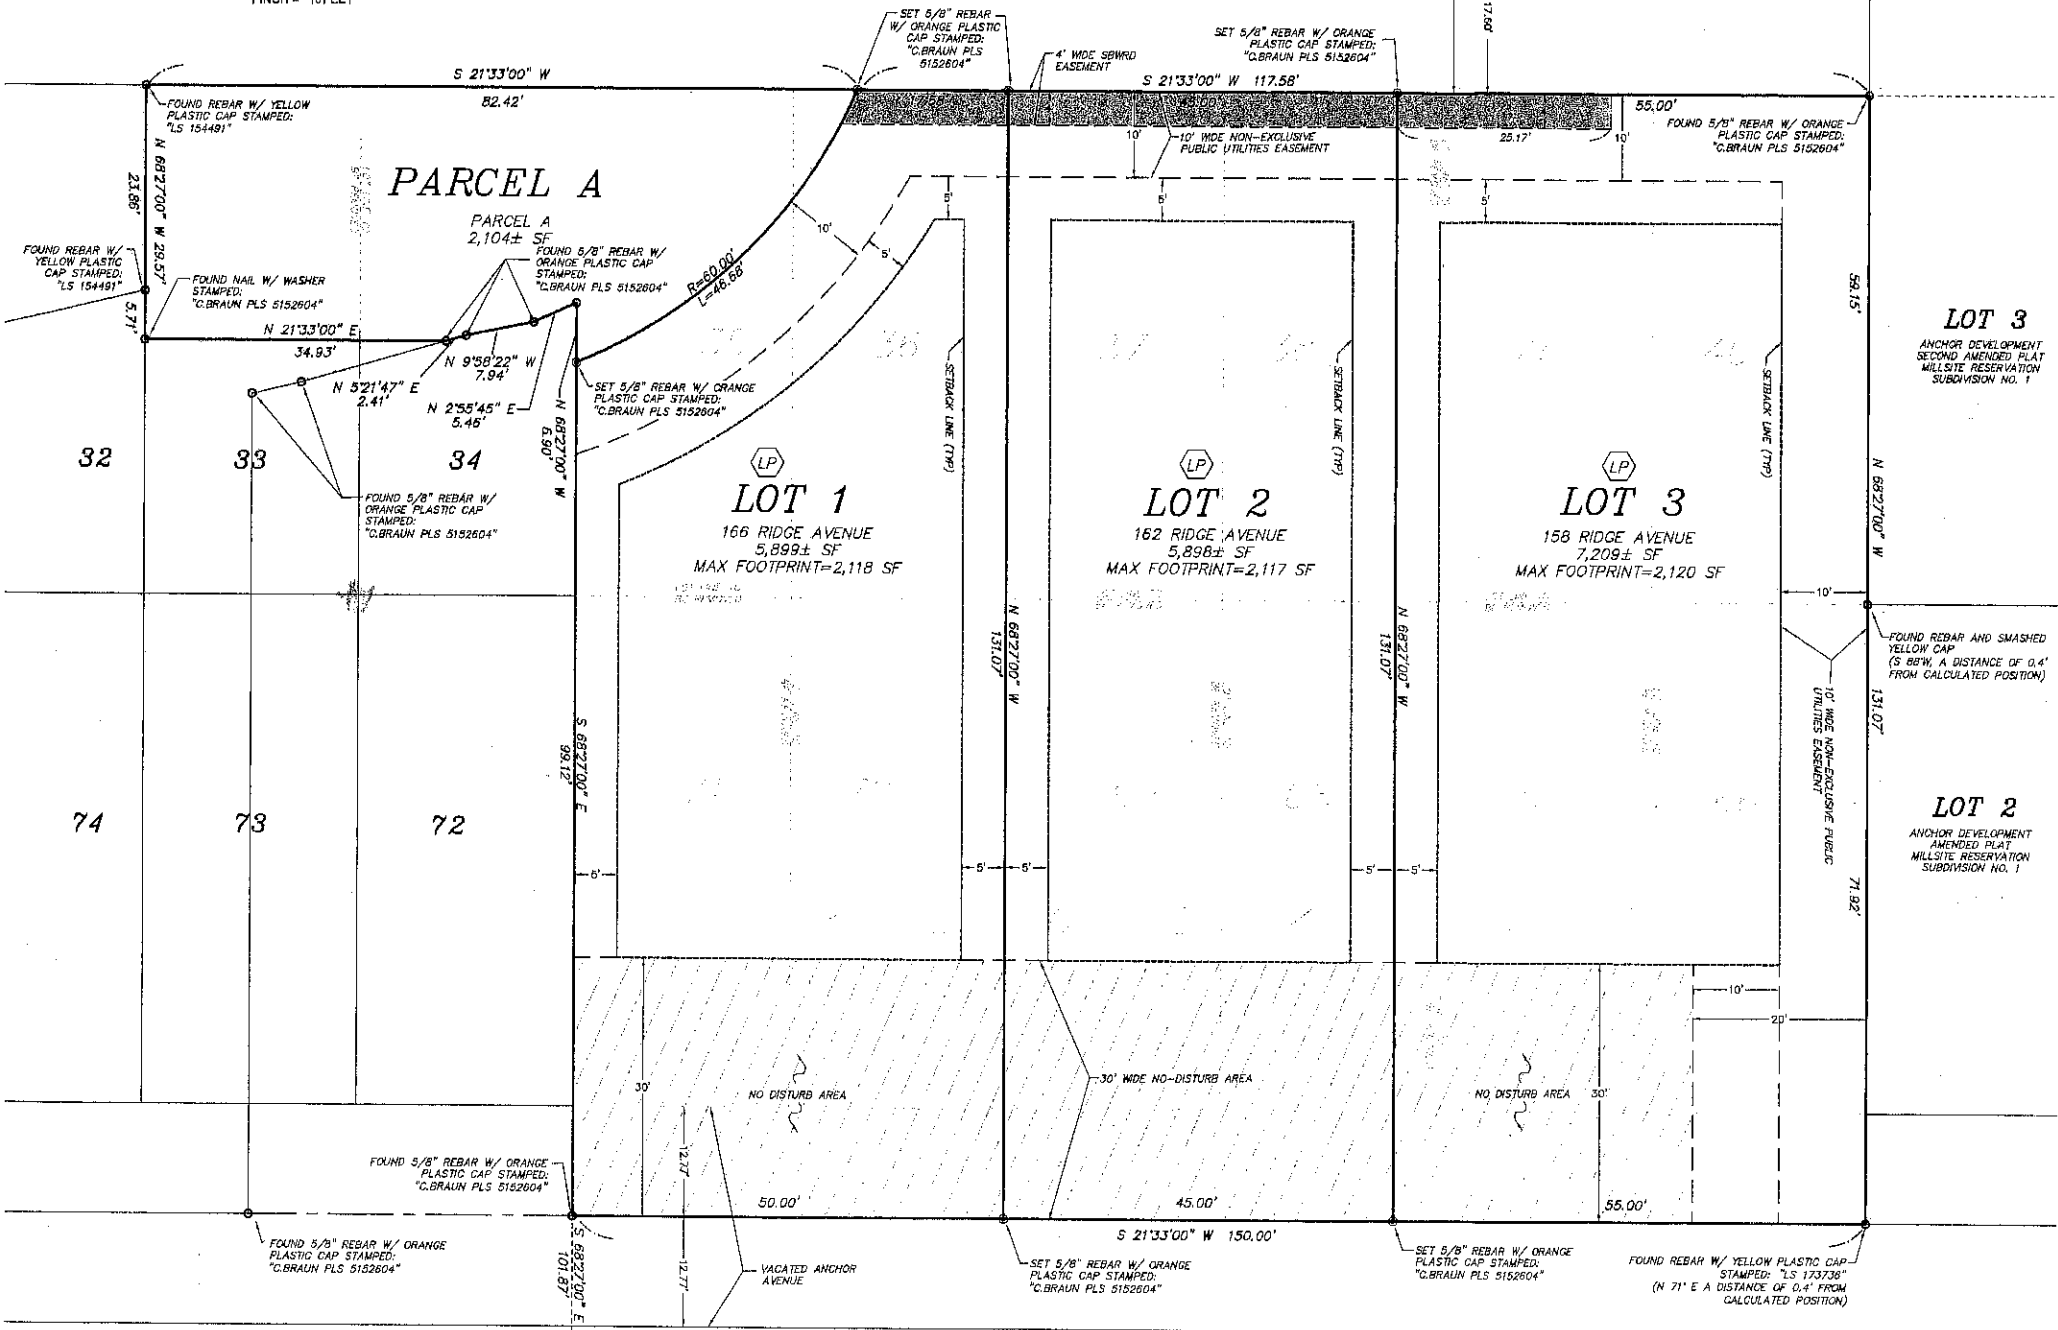 17.60'
SET 5/8" REBAR
W/ ORANGE PLASTIC
CAP STAMPED:
"C.BRAUN PLS
5152604"
4' WIDE SBWRD
EASEMENT
SET 5/8" REBAR W/ ORANGE
PLASTIC CAP STAMPED:
"C.BRAUN PLS 5152604"
S 21°33'00" W
82.42'
S 21°33'00" W 117.58'
55.00'
FOUND REBAR W/ YELLOW
PLASTIC CAP STAMPED:
"LS 154491"
FOUND 5/8" REBAR W/ ORANGE
PLASTIC CAP STAMPED:
"C.BRAUN PLS 5152604"
25.17'
10'
10'
10' WIDE NON-EXCLUSIVE
PUBLIC UTILITIES EASEMENT
N 68°27'00" W 29.57'
23.86'
5.71'
PARCEL A
PARCEL A
2,104± SF
FOUND REBAR W/
YELLOW PLASTIC
CAP STAMPED:
"LS 154491"
FOUND NAIL W/ WASHER
STAMPED:
"C.BRAUN PLS 5152604"
FOUND 5/8" REBAR W/
ORANGE PLASTIC CAP
STAMPED:
"C.BRAUN PLS 5152604"
R=60.00'
L=46.68'
10'
5'
5'
5'
5'
N 21°33'00" E
34.93'
N 5°21'47" E
2.41'
N 9°58'22" W
7.94'
N 2°55'45" E
5.46'
N 68°27'00" W
6.90'
SET 5/8" REBAR W/ ORANGE
PLASTIC CAP STAMPED:
"C.BRAUN PLS 5152604"
SETBACK LINE (TYP)
SETBACK LINE (TYP)
SETBACK LINE (TYP)
59.15'
N 68°27'00" W
LOT 3
ANCHOR DEVELOPMENT
SECOND AMENDED PLAT
MILLSITE RESERVATION
SUBDIVISION NO. 1
32
33
34
FOUND 5/8" REBAR W/
ORANGE PLASTIC CAP
STAMPED:
"C.BRAUN PLS 5152604"
LP
LOT 1
166 RIDGE AVENUE
5,899± SF
MAX FOOTPRINT=2,118 SF
LP
LOT 2
162 RIDGE AVENUE
5,898± SF
MAX FOOTPRINT=2,117 SF
LP
LOT 3
158 RIDGE AVENUE
7,209± SF
MAX FOOTPRINT=2,120 SF
10'
N 68°27'00" W
131.07'
N 68°27'00" W
131.07'
FOUND REBAR AND SMASHED
YELLOW CAP
(S 88°W, A DISTANCE OF 0.4'
FROM CALCULATED POSITION)
10' WIDE NON-EXCLUSIVE PUBLIC
UTILITIES EASEMENT
131.07'
71.92'
S 68°27'00" E
99.12'
74
73
72
LOT 2
ANCHOR DEVELOPMENT
AMENDED PLAT
MILLSITE RESERVATION
SUBDIVISION NO. 1
5'
5'
5'
5'
10'
20'
30'
NO DISTURB AREA
30' WIDE NO-DISTURB AREA
NO DISTURB AREA
30'
FOUND 5/8" REBAR W/ ORANGE
PLASTIC CAP STAMPED:
"C.BRAUN PLS 5152604"
12.77'
50.00'
45.00'
55.00'
S 21°33'00" W 150.00'
FOUND 5/8" REBAR W/ ORANGE
PLASTIC CAP STAMPED:
"C.BRAUN PLS 5152604"
S 68°27'00" E
101.87'
12.77'
VACATED ANCHOR
AVENUE
SET 5/8" REBAR W/ ORANGE
PLASTIC CAP STAMPED:
"C.BRAUN PLS 5152604"
SET 5/8" REBAR W/ ORANGE
PLASTIC CAP STAMPED:
"C.BRAUN PLS 5152604"
FOUND REBAR W/ YELLOW PLASTIC CAP
STAMPED: "LS 173736"
(N 71° E A DISTANCE OF 0.4' FROM
CALCULATED POSITION)